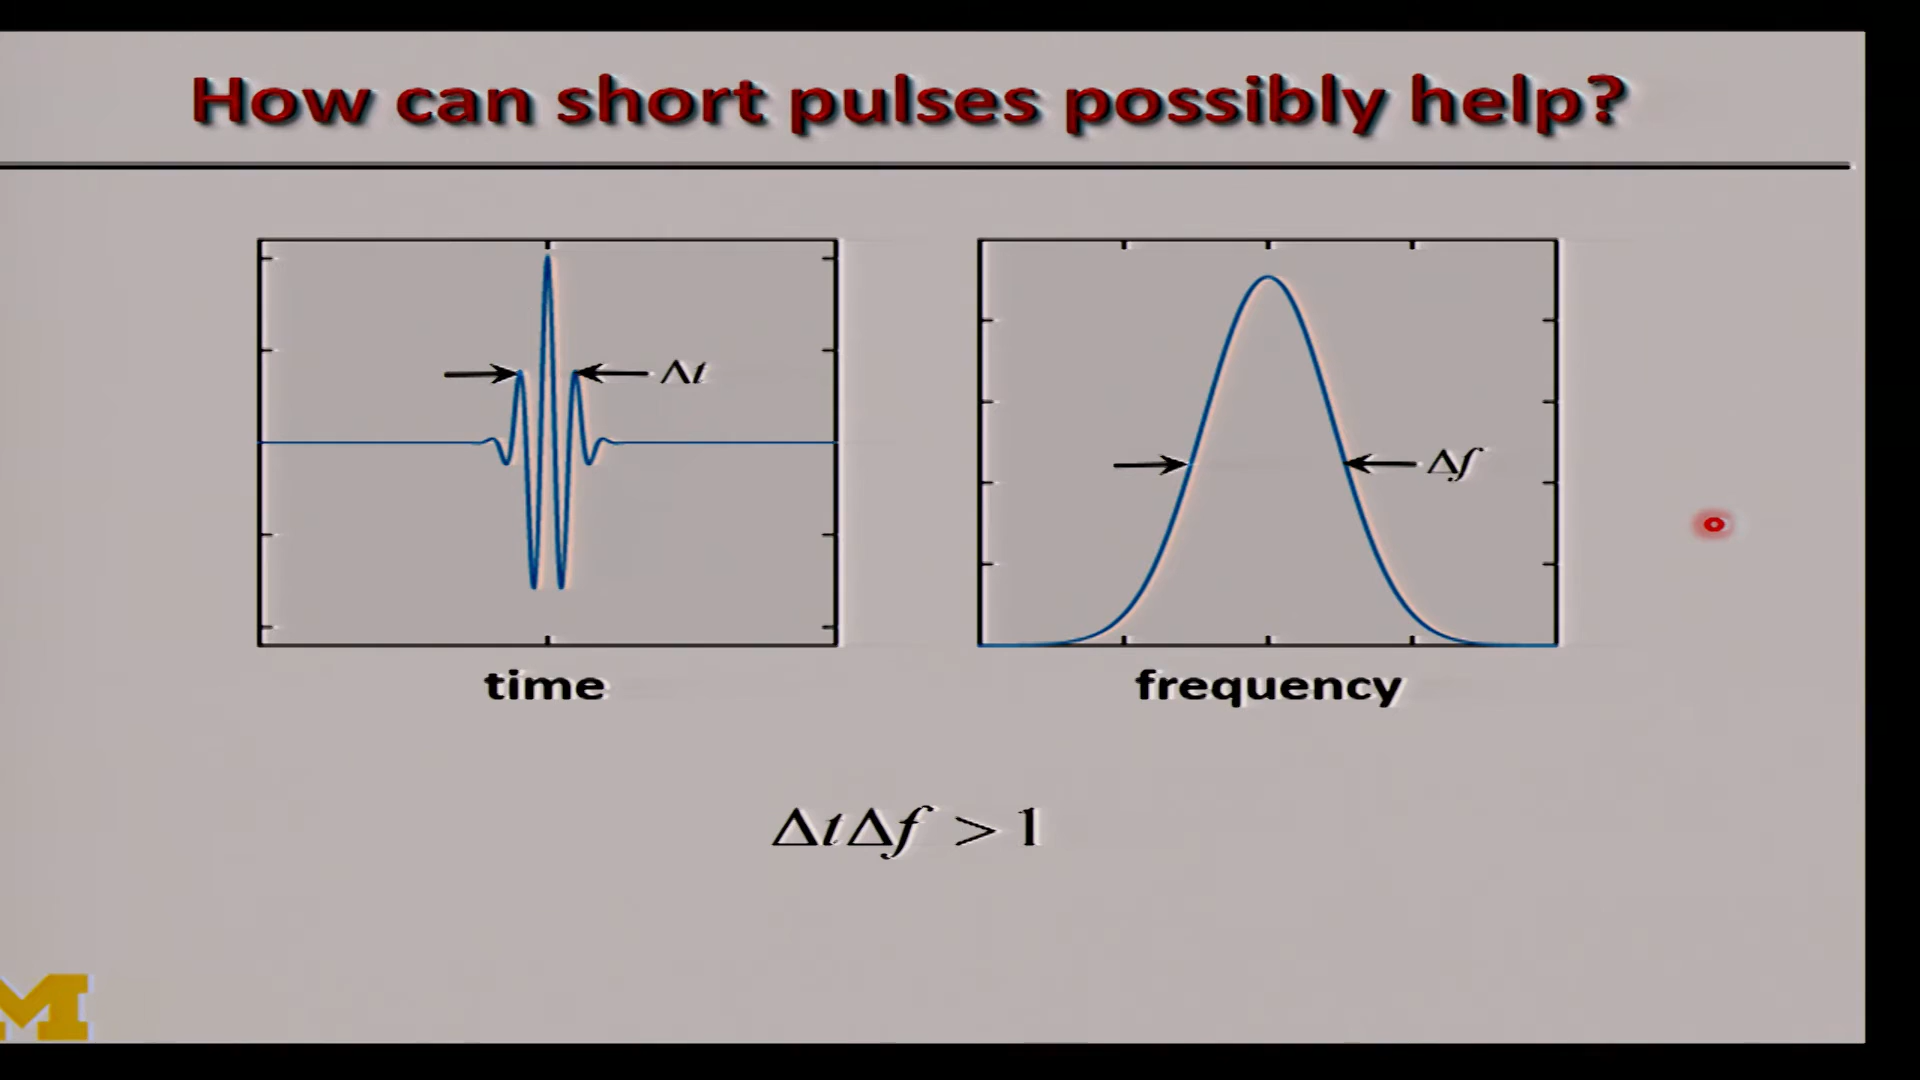 How can short pulses possibly help?
Δt
Δf
time
frequency
ΔtΔf > 1
M